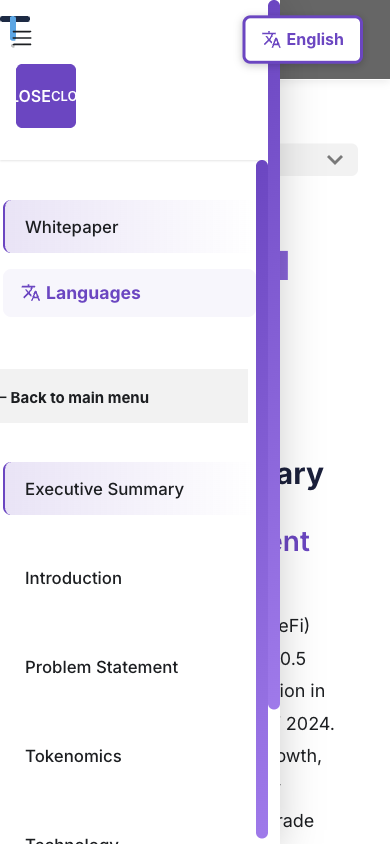 English
LOSECLO
Whitepaper
Languages
– Back to main menu
Executive Summary
ary
ent
Introduction
eFi)
0.5
Problem Statement
ion in
2024.
Tokenomics
owth,
rade
Technology